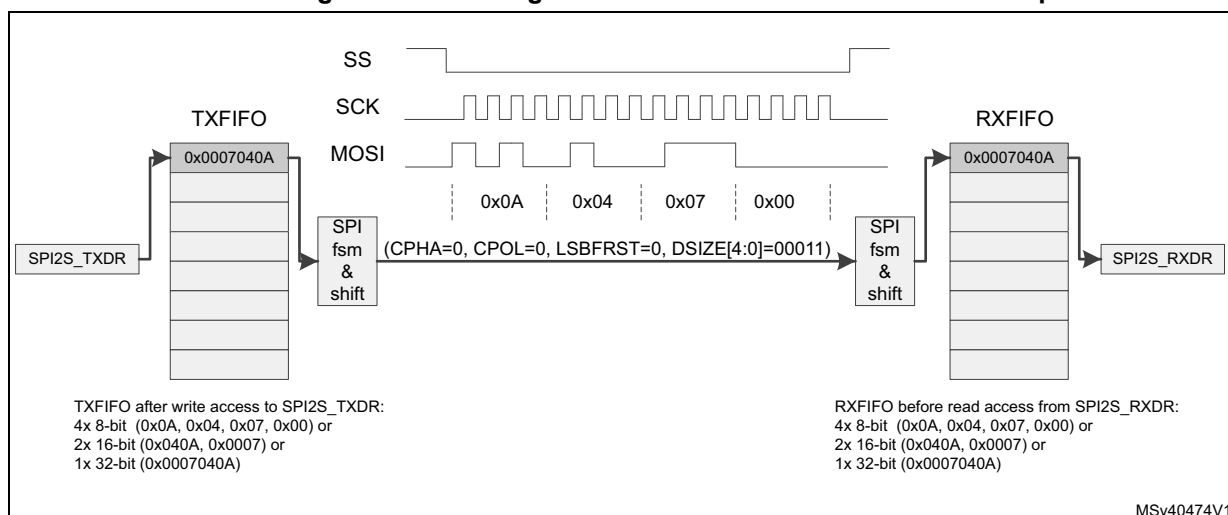 SS
SCK
MOSI
TXFIFO
0x0007040A
RXFIFO
0x0007040A
0x0A 0x04 0x07 0x00
SPI2S_TXDR
SPI
fsm
&
shift
(CPHA=0, CPOL=0, LSBFRST=0, DSIZE[4:0]=00011)
SPI
fsm
&
shift
SPI2S_RXDR
TXFIFO after write access to SPI2S_TXDR:
4x 8-bit (0x0A, 0x04, 0x07, 0x00) or
2x 16-bit (0x040A, 0x0007) or
1x 32-bit (0x0007040A)
RXFIFO before read access from SPI2S_RXDR:
4x 8-bit (0x0A, 0x04, 0x07, 0x00) or
2x 16-bit (0x040A, 0x0007) or
1x 32-bit (0x0007040A)
MSv40474V1